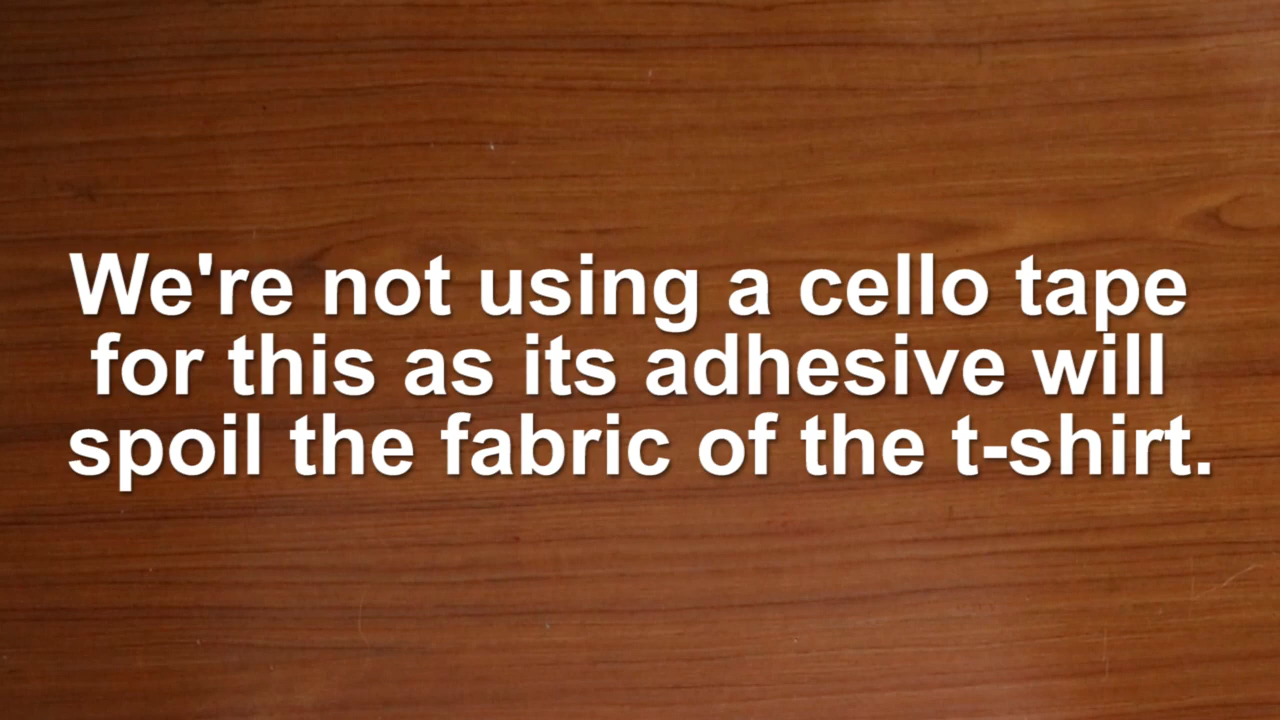 We're not using a cello tape
for this as its adhesive will
spoil the fabric of the t-shirt.